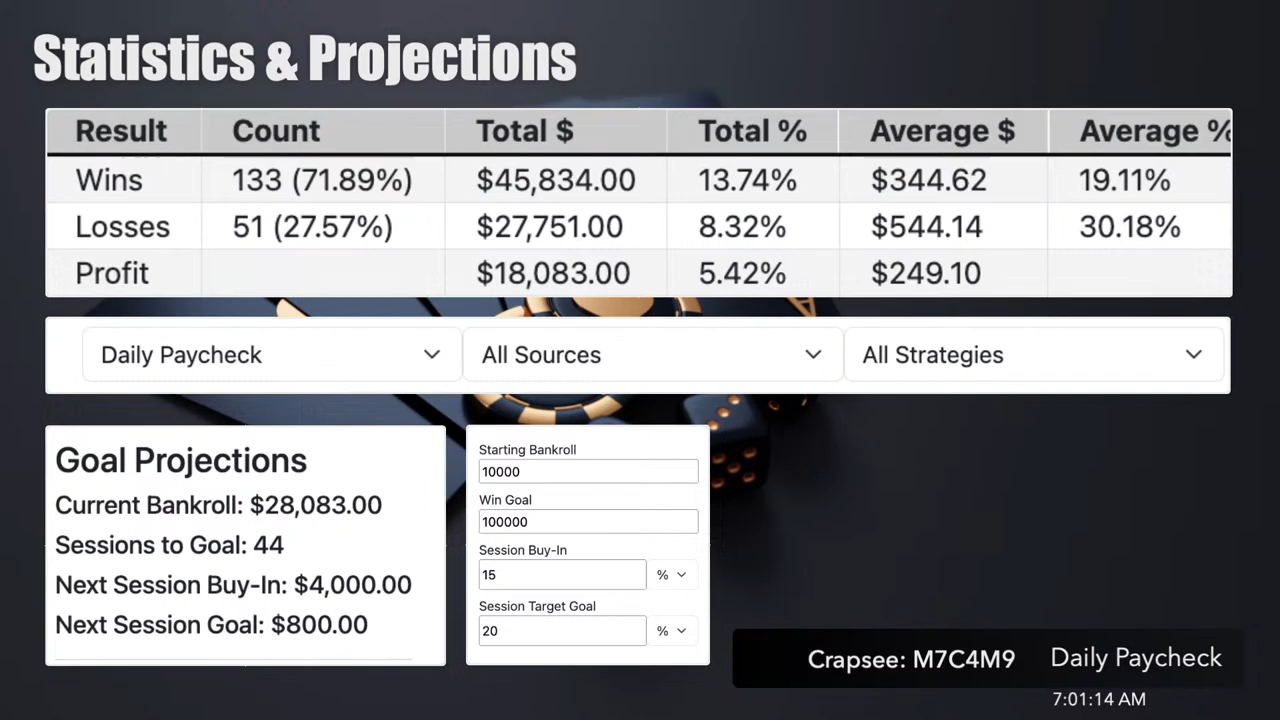 Statistics & Projections
Result Count Total $ Total % Average $ Average %
Wins 133 (71.89%) $45,834.00 13.74% $344.62 19.11%
Losses 51 (27.57%) $27,751.00 8.32% $544.14 30.18%
Profit $18,083.00 5.42% $249.10
Daily Paycheck All Sources All Strategies
Goal Projections
Current Bankroll: $28,083.00
Sessions to Goal: 44
Next Session Buy-In: $4,000.00
Next Session Goal: $800.00
Starting Bankroll
10000
Win Goal
100000
Session Buy-In
15 %
Session Target Goal
20 %
Crapsee: M7C4M9 Daily Paycheck
7:01:14 AM